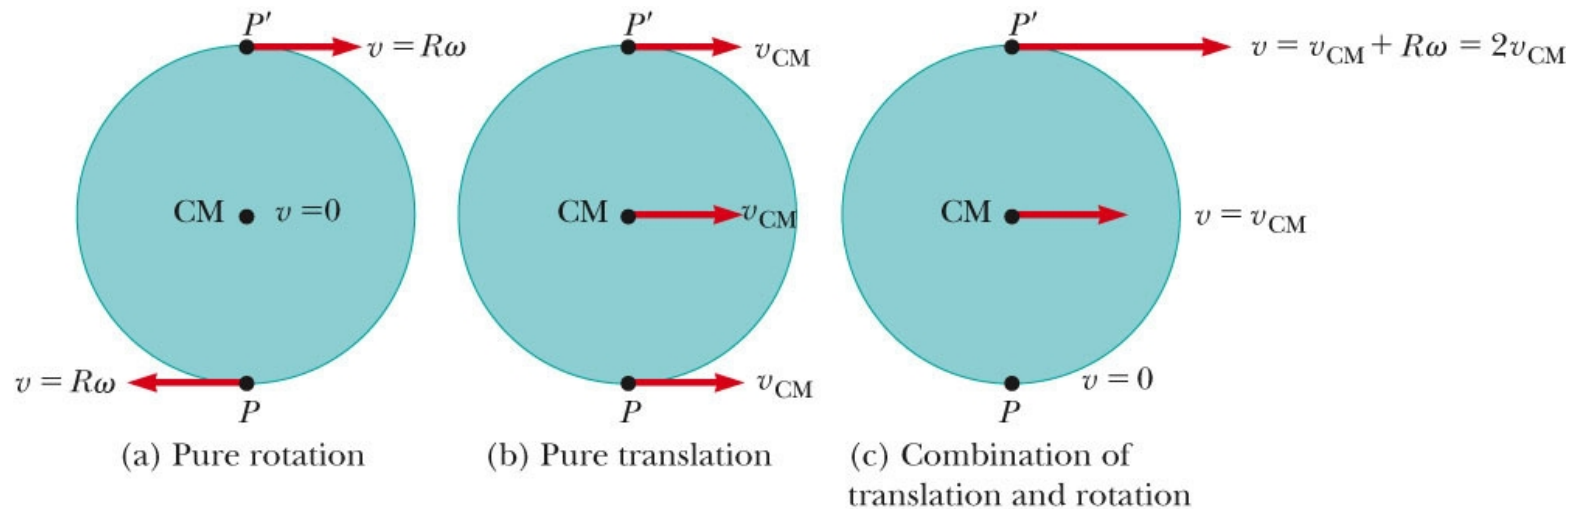 P′
v = Rω
CM v =0
v = Rω
P
(a) Pure rotation
P′
v_CM
CM v_CM
v_CM
P
(b) Pure translation
P′
v = v_CM + Rω = 2v_CM
CM
v = v_CM
v = 0
P
(c) Combination of
translation and rotation